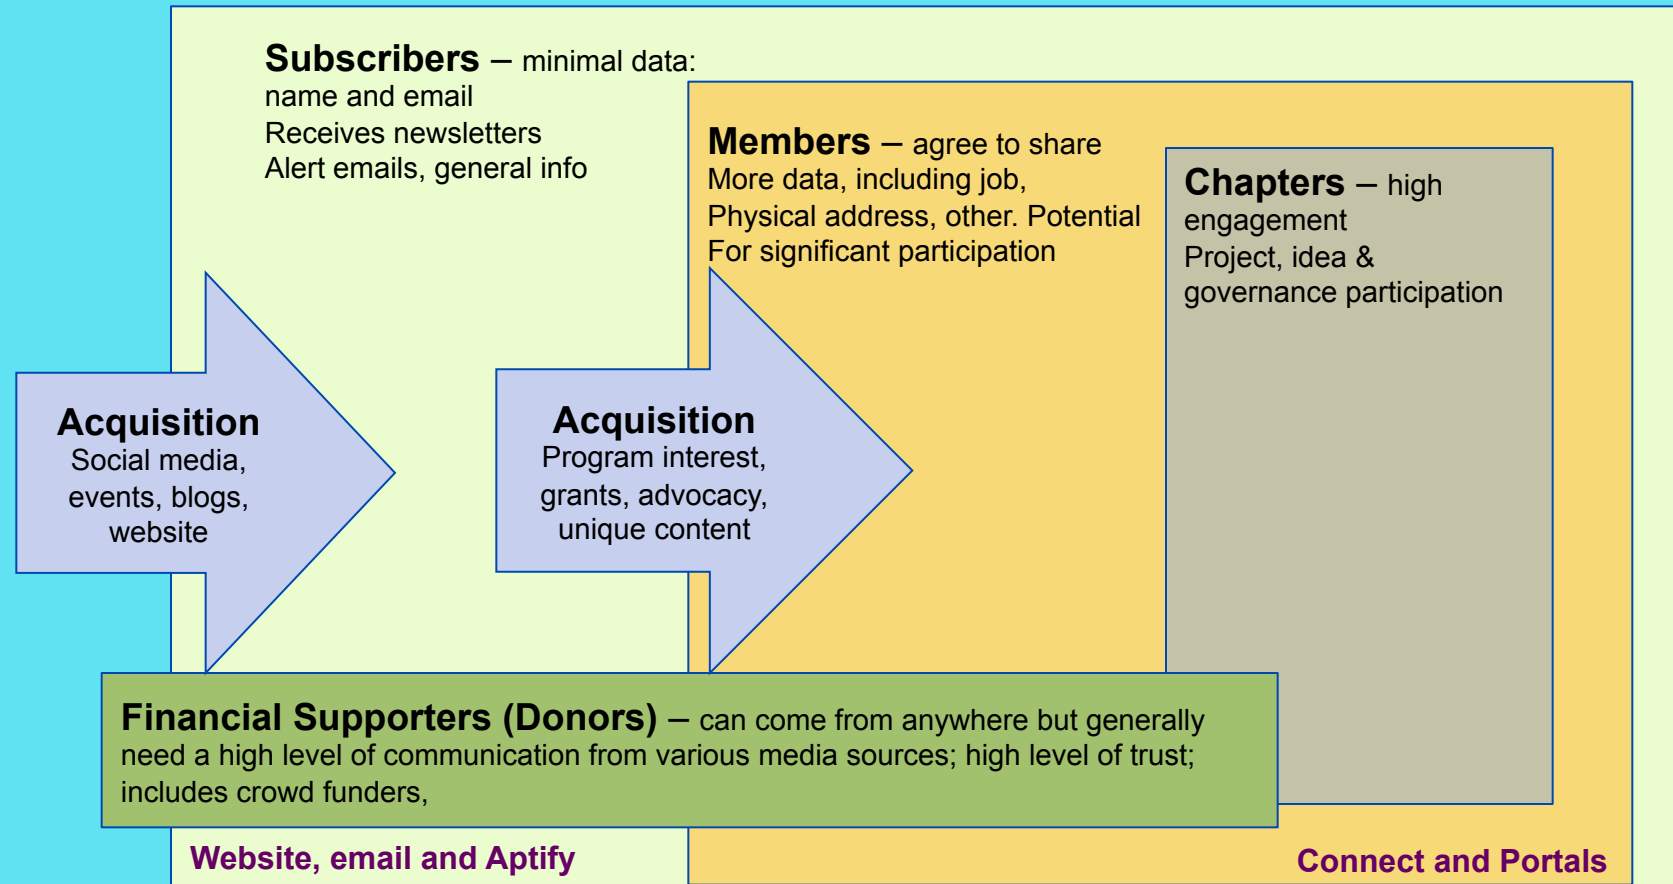 Subscribers – minimal data:
name and email
Receives newsletters
Alert emails, general info
Members – agree to share
More data, including job,
Physical address, other. Potential
For significant participation
Chapters – high
engagement
Project, idea &
governance participation
Acquisition
Social media,
events, blogs,
website
Acquisition
Program interest,
grants, advocacy,
unique content
Financial Supporters (Donors) – can come from anywhere but generally
need a high level of communication from various media sources; high level of trust;
includes crowd funders,
Website, email and Aptify
Connect and Portals